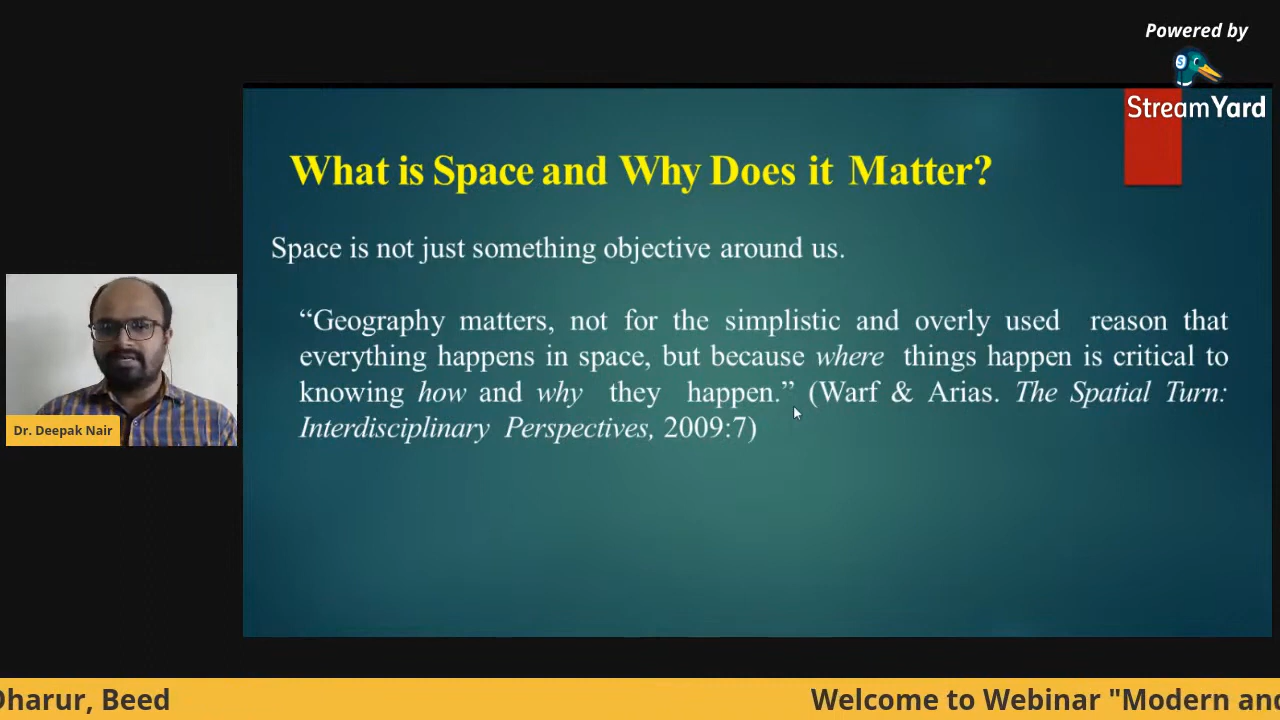 Powered by
StreamYard
What is Space and Why Does it Matter?
Space is not just something objective around us.
“Geography matters, not for the simplistic and overly used reason that
everything happens in space, but because where things happen is critical to
knowing how and why they happen.” (Warf & Arias. The Spatial Turn:
Interdisciplinary Perspectives, 2009:7)
Dr. Deepak Nair
Dharur, Beed
Welcome to Webinar "Modern and